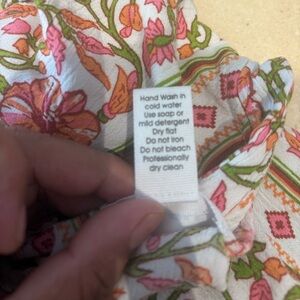 Hand Wash in
cold water
Use soap or
mild detergent
Dry flat
Do not iron
Do not bleach
Professionally
dry clean